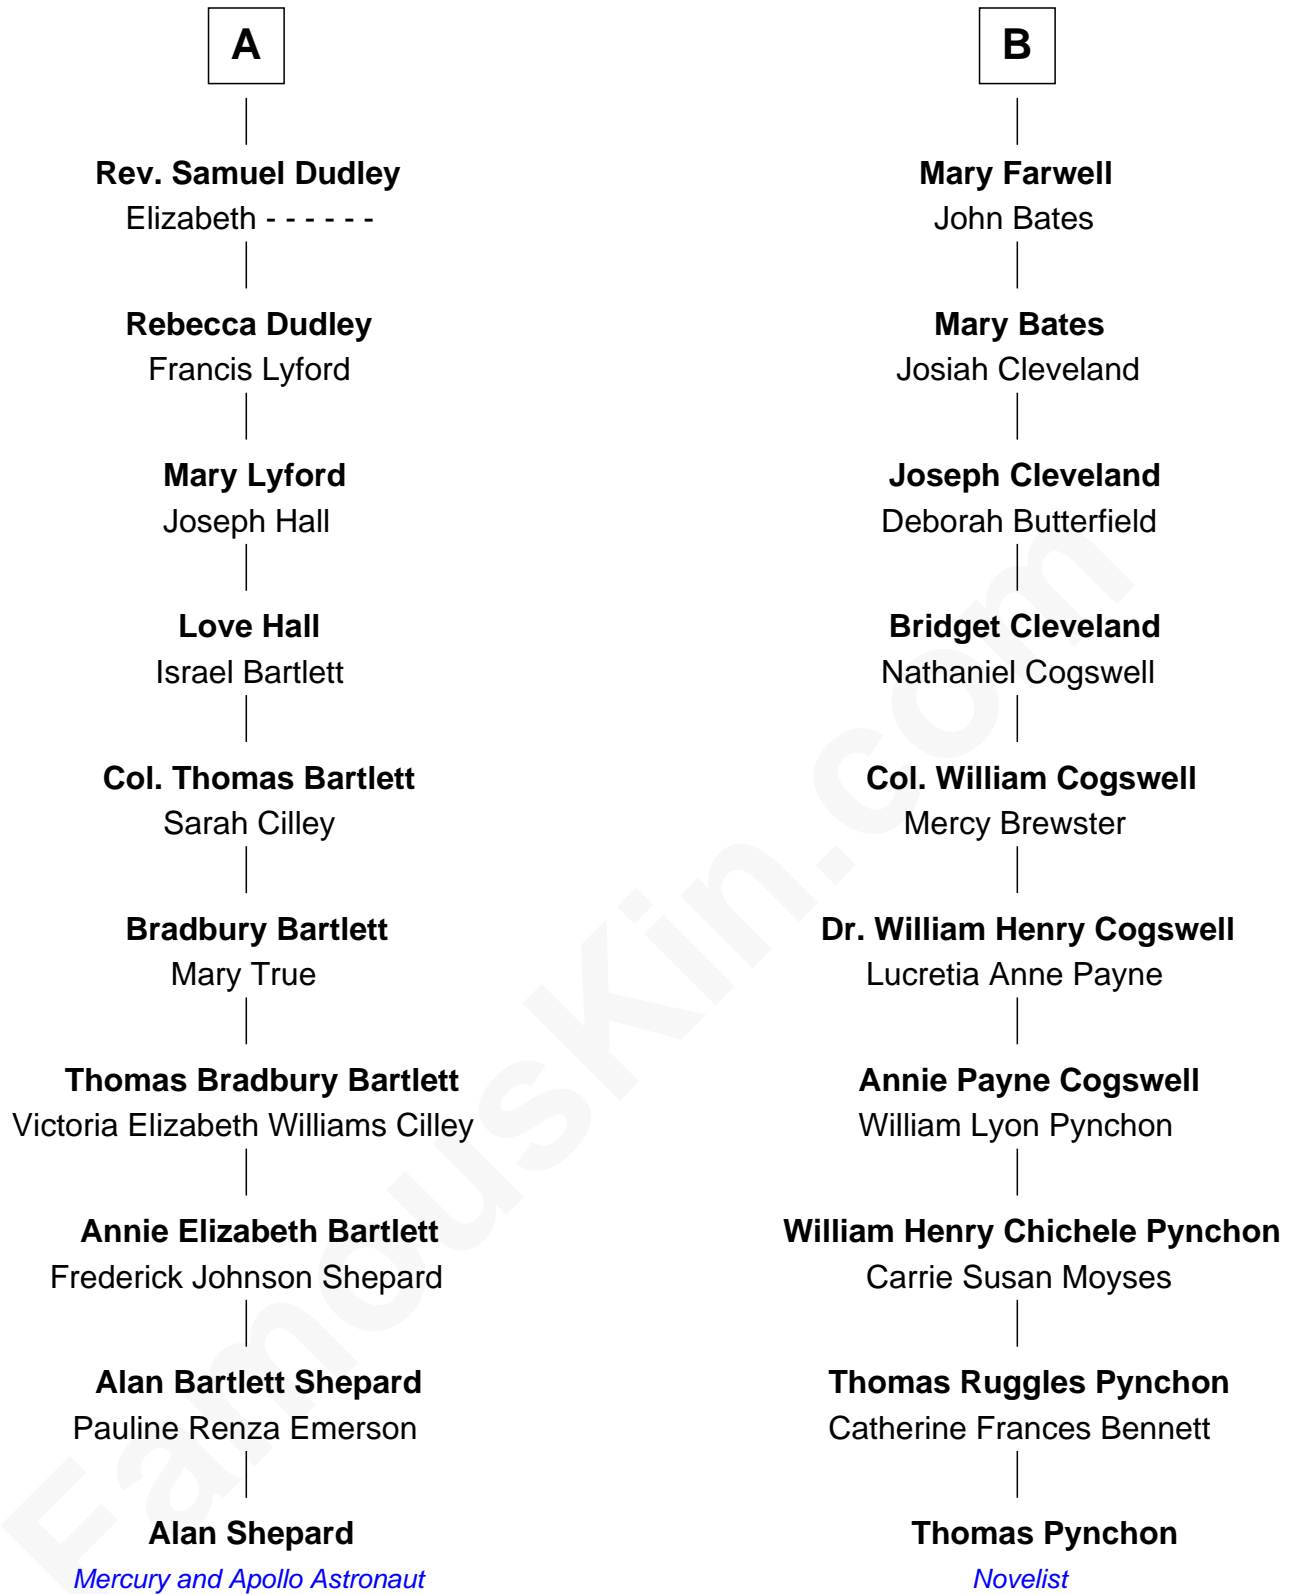 A
Rev. Samuel Dudley
Elizabeth - - - - - -
Rebecca Dudley
Francis Lyford
Mary Lyford
Joseph Hall
Love Hall
Israel Bartlett
Col. Thomas Bartlett
Sarah Cilley
Bradbury Bartlett
Mary True
Thomas Bradbury Bartlett
Victoria Elizabeth Williams Cilley
Annie Elizabeth Bartlett
Frederick Johnson Shepard
Alan Bartlett Shepard
Pauline Renza Emerson
Alan Shepard
Mercury and Apollo Astronaut
B
Mary Farwell
John Bates
Mary Bates
Josiah Cleveland
Joseph Cleveland
Deborah Butterfield
Bridget Cleveland
Nathaniel Cogswell
Col. William Cogswell
Mercy Brewster
Dr. William Henry Cogswell
Lucretia Anne Payne
Annie Payne Cogswell
William Lyon Pynchon
William Henry Chichele Pynchon
Carrie Susan Moyses
Thomas Ruggles Pynchon
Catherine Frances Bennett
Thomas Pynchon
Novelist
FamousKin.com